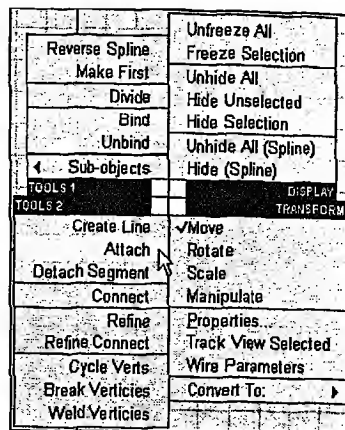 Unfreeze All
Freeze Selection
Unhide All
Hide Unselected
Hide Selection
Unhide All (Spline)
Hide (Spline)
Reverse Spline
Make First
Divide
Bind
Unbind
Sub-objects
TOOLS 1
DISPLAY
TOOLS 2
TRANSFORM
Create Line
Attach
Detach Segment
Connect
Refine
Refine Connect
Cycle Verts
Break Verticies
Weld Verticies
Move
Rotate
Scale
Manipulate
Properties...
Track View Selected
Wire Parameters
Convert To: